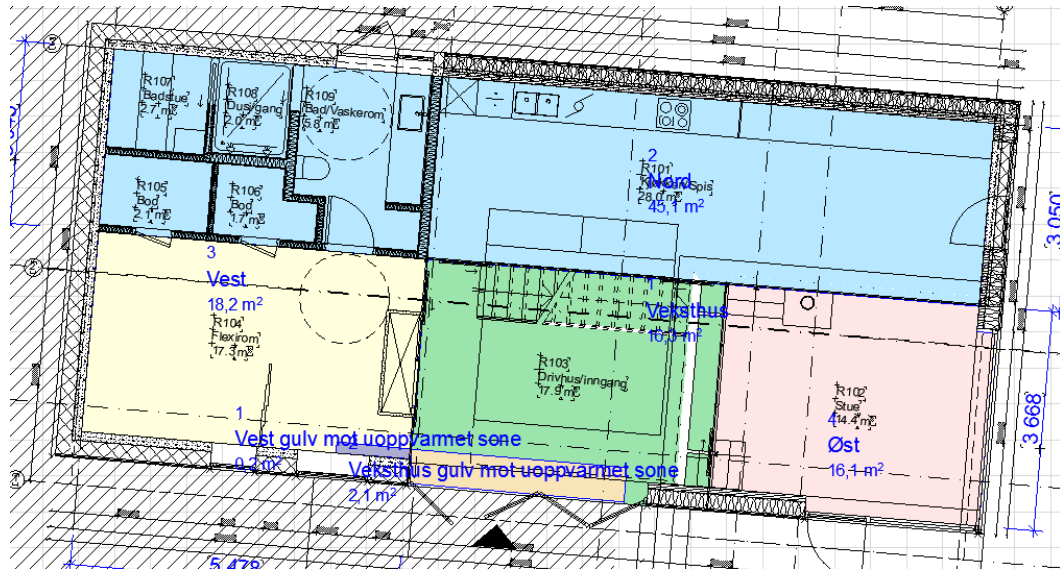 R107
Badstue
2.7 m²
R108
Dusj/gang
2.0 m²
R109
Bad/Vaskerom
5.8 m²
2
R101
Nord
28.0 m²
45,1 m²
R105
Bod
2.1 m²
R106
Bod
1.7 m²
3.050
3
Vest
18,2 m²
R104
Flexirom
17.3 m²
1
Veksthus
R103
Drivhus/inngang
17.9 m²
R102
Stue
14.4 m²
Øst
16,1 m²
3.668
1
Vest gulv mot uoppvarmet sone
0,2 m²
2
Veksthus gulv mot uoppvarmet sone
2,1 m²
5.478